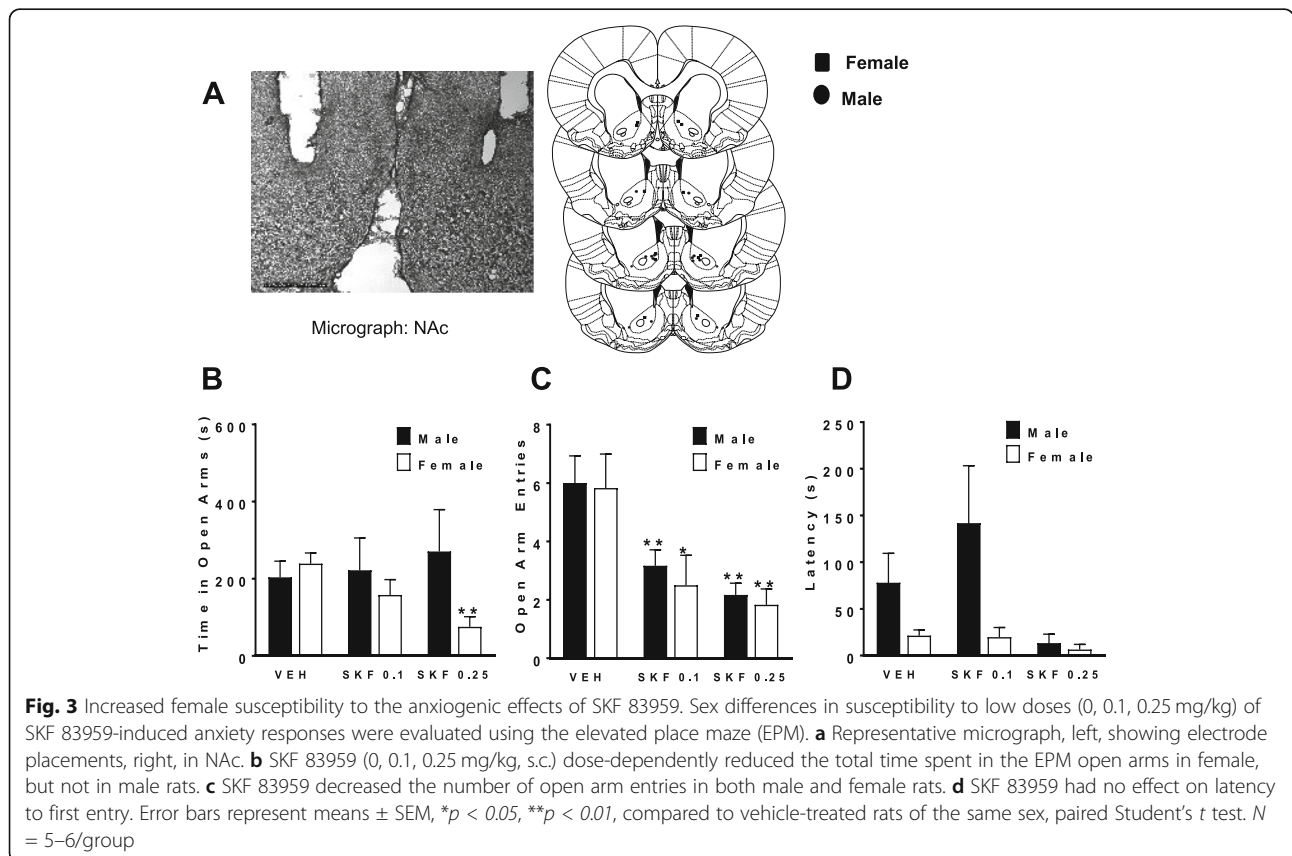 A
Female
Male
Micrograph: NAc
B
Time in Open Arms (s)
600
400
200
0
Male
Female
**
VEH
SKF 0.1
SKF 0.25
C
Open Arm Entries
8
6
4
2
0
Male
Female
**
*
**
**
VEH
SKF 0.1
SKF 0.25
D
Latency (s)
250
200
150
100
50
0
Male
Female
VEH
SKF 0.1
SKF 0.25
Fig. 3 Increased female susceptibility to the anxiogenic effects of SKF 83959. Sex differences in susceptibility to low doses (0, 0.1, 0.25 mg/kg) of
SKF 83959-induced anxiety responses were evaluated using the elevated place maze (EPM). a Representative micrograph, left, showing electrode
placements, right, in NAc. b SKF 83959 (0, 0.1, 0.25 mg/kg, s.c.) dose-dependently reduced the total time spent in the EPM open arms in female,
but not in male rats. c SKF 83959 decreased the number of open arm entries in both male and female rats. d SKF 83959 had no effect on latency
to first entry. Error bars represent means ± SEM, *p < 0.05, **p < 0.01, compared to vehicle-treated rats of the same sex, paired Student's t test. N
= 5–6/group